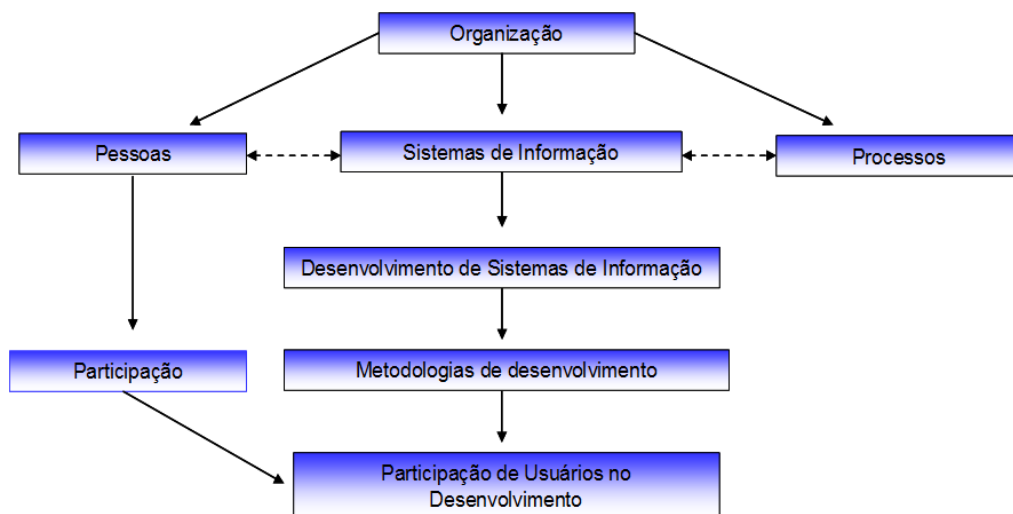 Organização
Pessoas
Sistemas de Informação
Processos
Desenvolvimento de Sistemas de Informação
Participação
Metodologias de desenvolvimento
Participação de Usuários no
Desenvolvimento